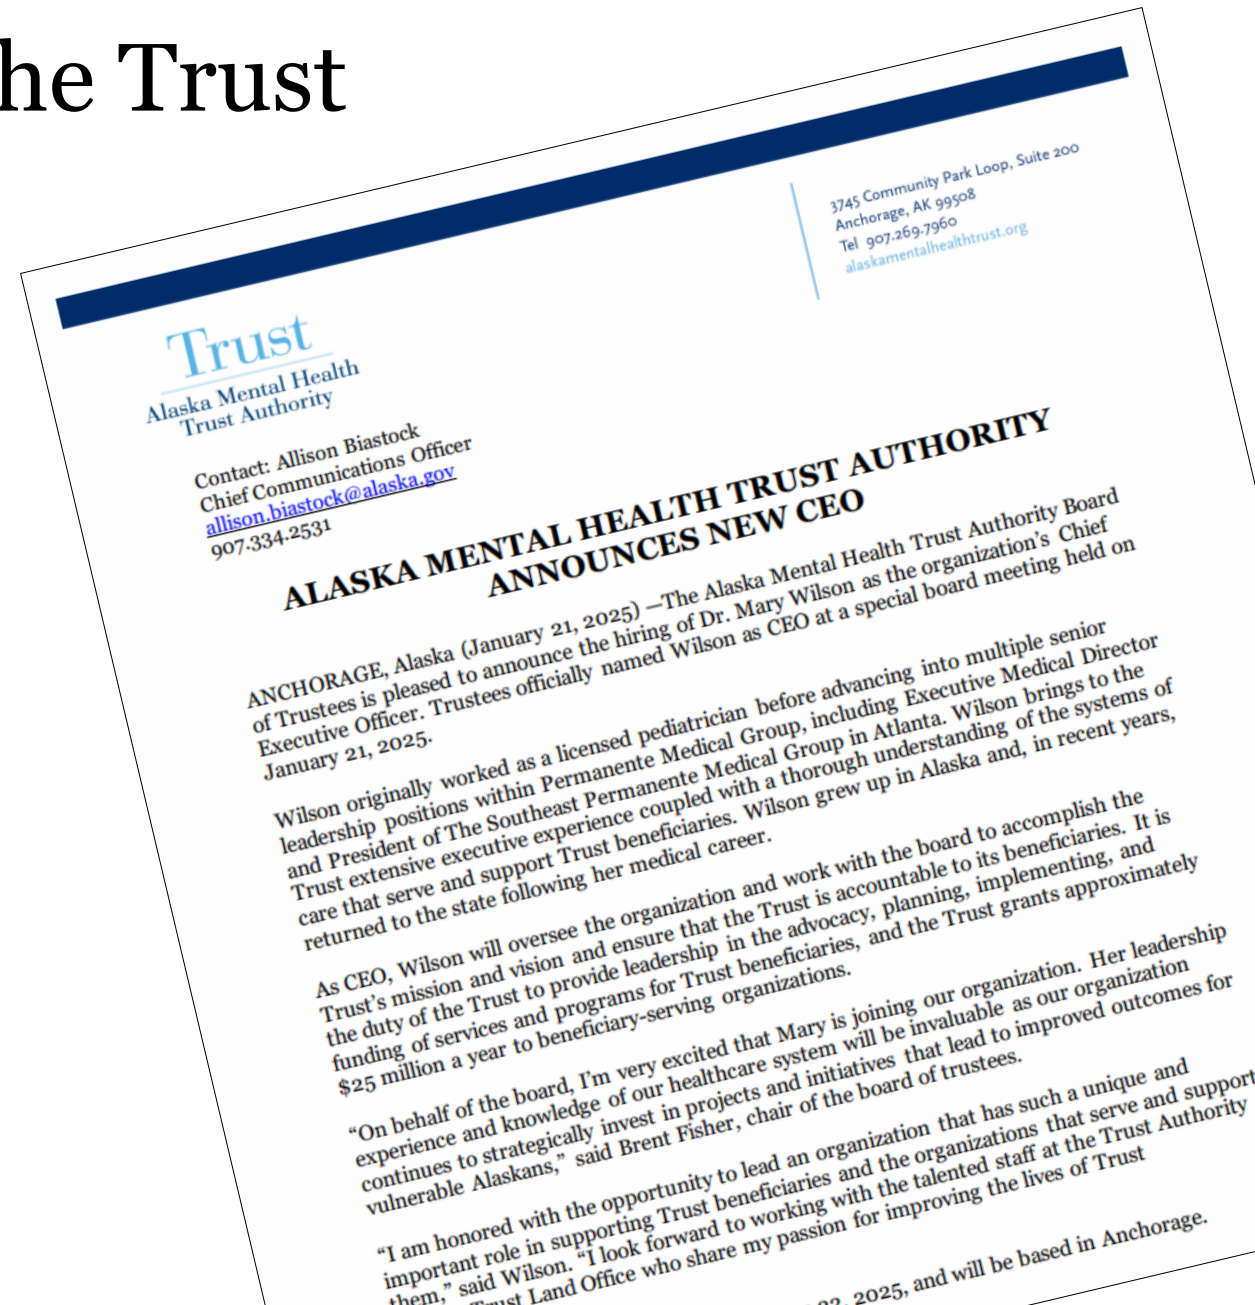 he Trust
3745 Community Park Loop, Suite 200
Anchorage, AK 99508
Tel 907.269.7960
alaskamentalhealthtrust.org
Trust
Alaska Mental Health
Trust Authority
Contact: Allison Biastock
Chief Communications Officer
allison.biastock@alaska.gov
907.334.2531
ALASKA MENTAL HEALTH TRUST AUTHORITY
ANNOUNCES NEW CEO
ANCHORAGE, Alaska (January 21, 2025) —The Alaska Mental Health Trust Authority Board
of Trustees is pleased to announce the hiring of Dr. Mary Wilson as the organization's Chief
Executive Officer. Trustees officially named Wilson as CEO at a special board meeting held on
January 21, 2025.
Wilson originally worked as a licensed pediatrician before advancing into multiple senior
leadership positions within Permanente Medical Group, including Executive Medical Director
and President of The Southeast Permanente Medical Group in Atlanta. Wilson brings to the
Trust extensive executive experience coupled with a thorough understanding of the systems of
care that serve and support Trust beneficiaries. Wilson grew up in Alaska and, in recent years,
returned to the state following her medical career.
As CEO, Wilson will oversee the organization and work with the board to accomplish the
Trust's mission and vision and ensure that the Trust is accountable to its beneficiaries. It is
the duty of the Trust to provide leadership in the advocacy, planning, implementing, and
funding of services and programs for Trust beneficiaries, and the Trust grants approximately
$25 million a year to beneficiary-serving organizations.
“On behalf of the board, I'm very excited that Mary is joining our organization. Her leadership
experience and knowledge of our healthcare system will be invaluable as our organization
continues to strategically invest in projects and initiatives that lead to improved outcomes for
vulnerable Alaskans,” said Brent Fisher, chair of the board of trustees.
“I am honored with the opportunity to lead an organization that has such a unique and
important role in supporting Trust beneficiaries and the organizations that serve and support
them,” said Wilson. “I look forward to working with the talented staff at the Trust Authority
Trust Land Office who share my passion for improving the lives of Trust
2025, and will be based in Anchorage.